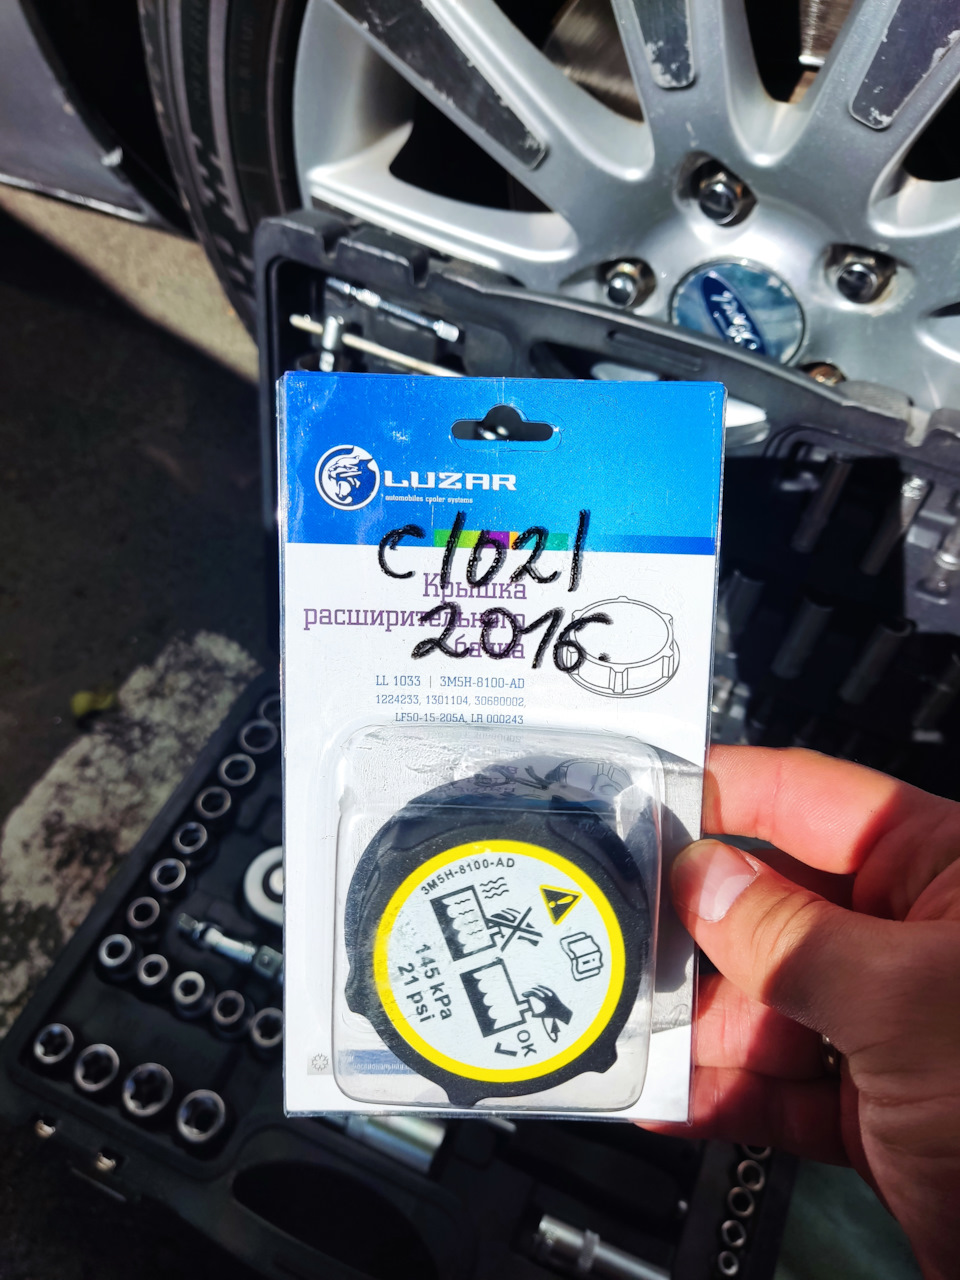 Ford
LUZAR
automobiles cooler systems
C1021
Крышка
расширительного
бачка
2016
LL 1033 | 3M5H-8100-AD
1224233, 1301104, 30680002,
LF50-15-205A, LR 000243
3M5H-8100-AD
145 kPa
21 psi
OK